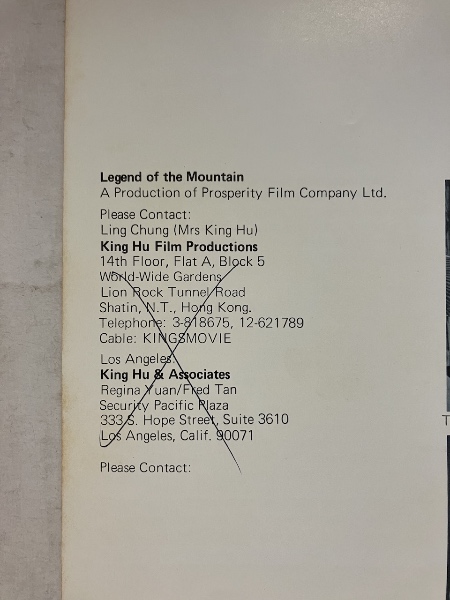 Legend of the Mountain
A Production of Prosperity Film Company Ltd.
Please Contact:
Ling Chung (Mrs King Hu)
King Hu Film Productions
14th Floor, Flat A, Block 5
World-Wide Gardens
Lion Rock Tunnel Road
Shatin, N.T., Hong Kong.
Telephone: 3-818675, 12-621789
Cable: KINGSMOVIE
Los Angeles:
King Hu & Associates
Regina Yuan/Fred Tan
Security Pacific Plaza
333 S. Hope Street, Suite 3610
Los Angeles, Calif. 90071
Please Contact:
T